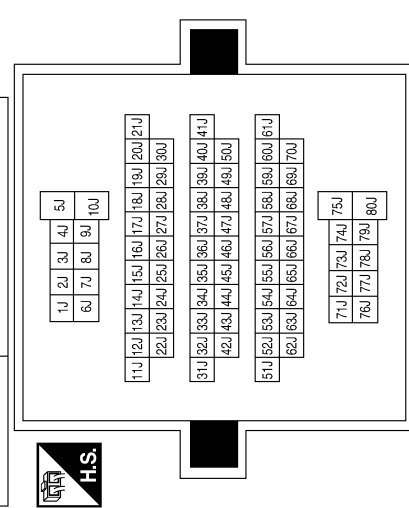 1J 2J 3J 4J 5J
6J 7J 8J 9J 10J
11J 12J 13J 14J 15J 16J 17J 18J 19J 20J 21J
22J 23J 24J 25J 26J 27J 28J 29J 30J
31J 32J 33J 34J 35J 36J 37J 38J 39J 40J 41J
42J 43J 44J 45J 46J 47J 48J 49J 50J
51J 52J 53J 54J 55J 56J 57J 58J 59J 60J 61J
62J 63J 64J 65J 66J 67J 68J 69J 70J
71J 72J 73J 74J 75J
76J 77J 78J 79J 80J
H.S.